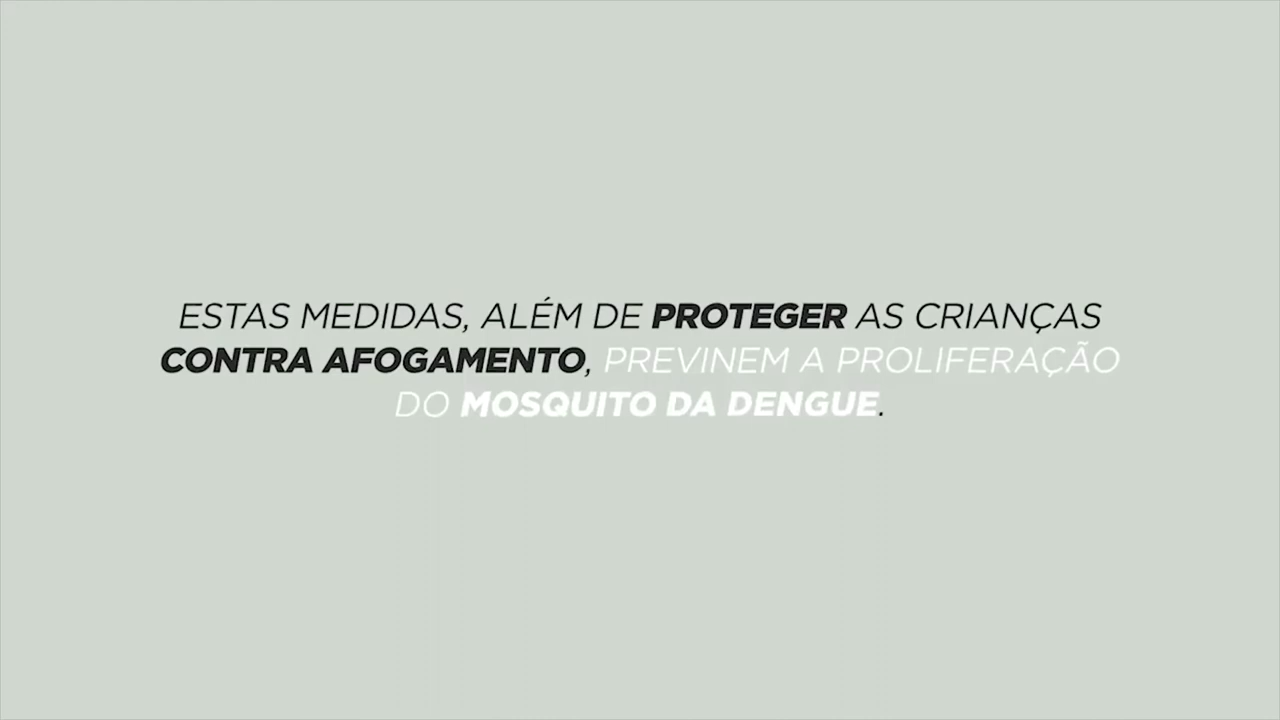 ESTAS MEDIDAS, ALÉM DE PROTEGER AS CRIANÇAS
CONTRA AFOGAMENTO, PREVINEM A PROLIFERAÇÃO
DO MOSQUITO DA DENGUE.